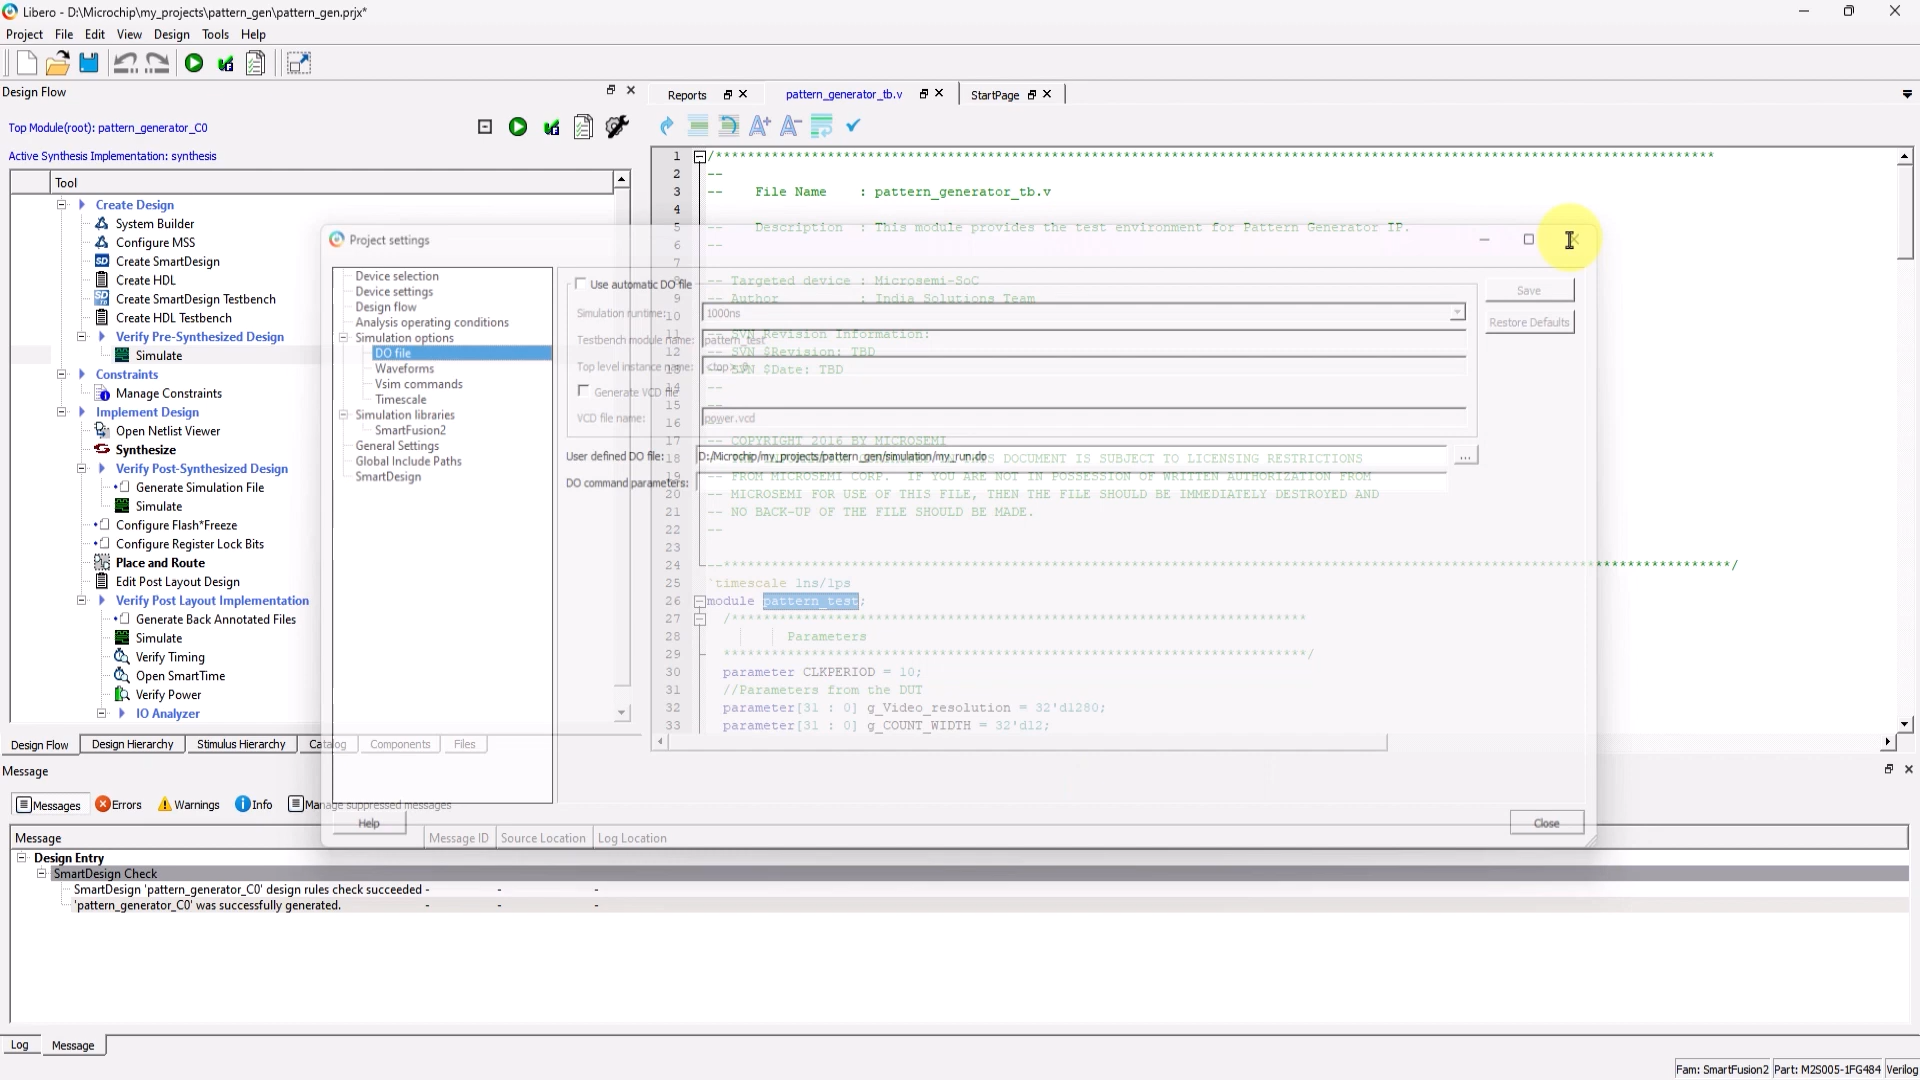 Libero - D:\Microchip\my_projects\pattern_gen\pattern_gen.prjx*
Project File Edit View Design Tools Help
Design Flow
Top Module(root): pattern_generator_C0
Active Synthesis Implementation: synthesis
Tool
Create Design
System Builder
Configure MSS
Create SmartDesign
Create HDL
Create SmartDesign Testbench
Create HDL Testbench
Verify Pre-Synthesized Design
Simulate
Constraints
Manage Constraints
Implement Design
Open Netlist Viewer
Synthesize
Verify Post-Synthesized Design
Generate Simulation File
Simulate
Configure Flash*Freeze
Configure Register Lock Bits
Place and Route
Edit Post Layout Design
Verify Post Layout Implementation
Generate Back Annotated Files
Simulate
Verify Timing
Open SmartTime
Verify Power
IO Analyzer
Design Flow Design Hierarchy Stimulus Hierarchy Catalog Components Files
Reports pattern_generator_tb.v StartPage
1 /****************************************************************************************************************************
2 --
3 -- File Name : pattern_generator_tb.v
4
5 -- Description : This module provides the test environment for Pattern Generator IP.
6 --
7
8 -- Targeted device : Microsemi-SoC
9 -- Author : India Solutions Team
10
11 -- SVN Revision Information:
12 -- SVN $Revision: TBD
13 -- SVN $Date: TBD
14 --
15 --
16
17 -- COPYRIGHT 2016 BY MICROSEMI
18 DOCUMENT IS SUBJECT TO LICENSING RESTRICTIONS
19 -- FROM MICROSEMI CORP. IF YOU ARE NOT IN POSSESSION OF WRITTEN AUTHORIZATION FROM
20 -- MICROSEMI FOR USE OF THIS FILE, THEN THE FILE SHOULD BE IMMEDIATELY DESTROYED AND
21 -- NO BACK-UP OF THE FILE SHOULD BE MADE.
22 --
23
24 --****************************************************************************************************************************/
25 `timescale 1ns/1ps
26 module pattern_test;
27 /*************************************************************************
28 Parameters
29 *************************************************************************/
30 parameter CLKPERIOD = 10;
31 //Parameters from the DUT
32 parameter[31 : 0] g_Video_resolution = 32'd1280;
33 parameter[31 : 0] g_COUNT_WIDTH = 32'd12;
Project settings
Device selection
Device settings
Design flow
Analysis operating conditions
Simulation options
DO file
Waveforms
Vsim commands
Timescale
Simulation libraries
SmartFusion2
General Settings
Global Include Paths
SmartDesign
Use automatic DO file
Simulation runtime: 1000ns
Testbench module name: pattern_test
Top level instance name: <top>_0
Generate VCD file
VCD file name: power.vcd
User defined DO file: D:/Microchip/my_projects/pattern_gen/simulation/my_run.do ...
DO command parameters:
Save
Restore Defaults
Help
Close
Message
Messages Errors Warnings Info Manage suppressed messages
Message Message ID Source Location Log Location
Design Entry
SmartDesign Check
SmartDesign 'pattern_generator_C0' design rules check succeeded - - -
'pattern_generator_C0' was successfully generated. - - -
Log Message
Fam: SmartFusion2 Part: M2S005-1FG484 Verilog